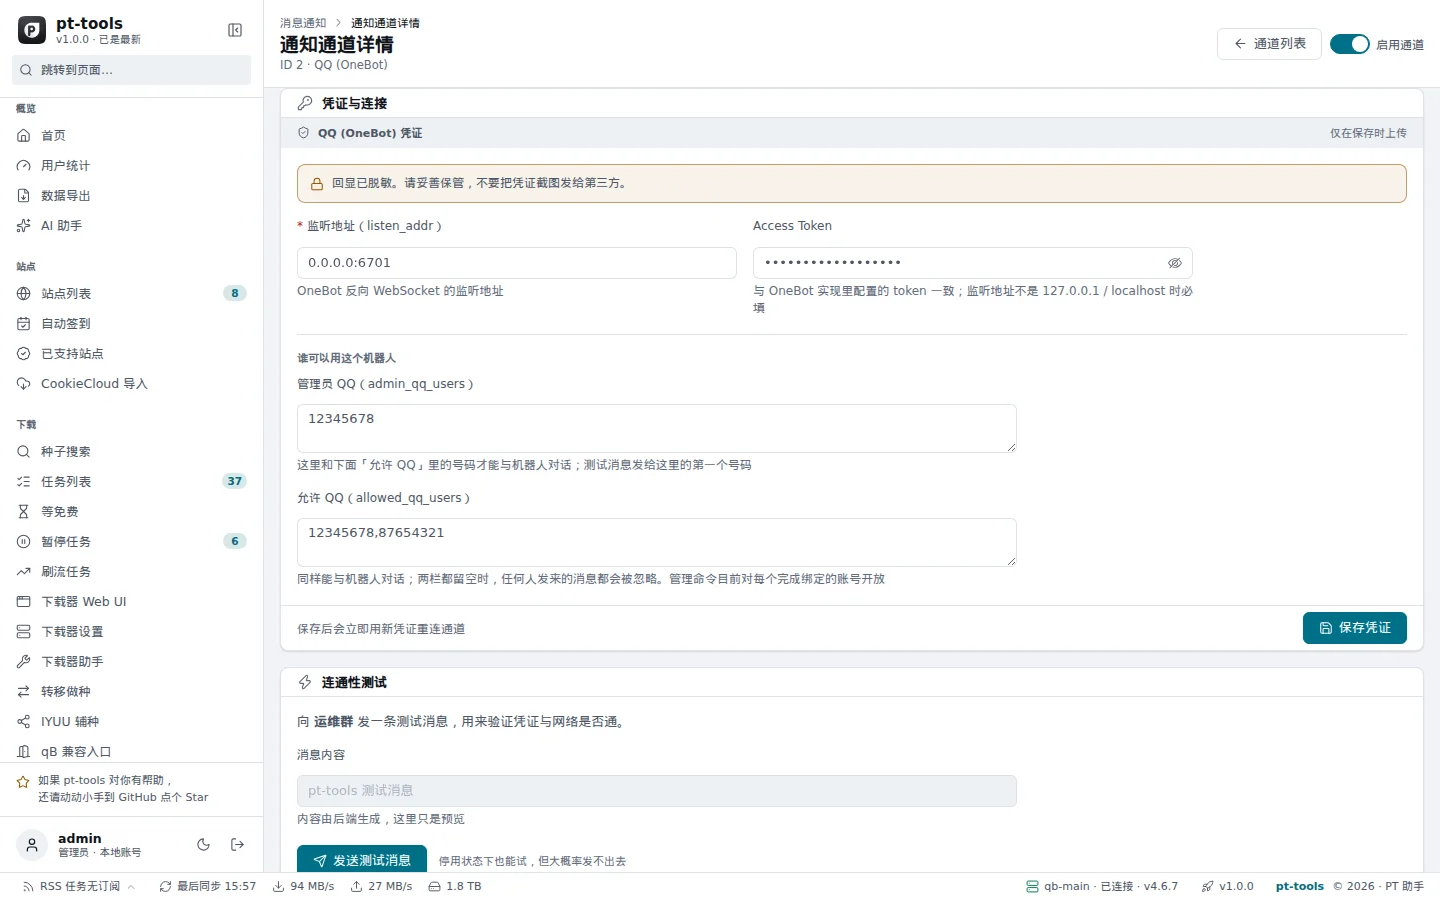 pt-tools
v1.0.0 · 已是最新
跳转到页面…
概览
首页
用户统计
数据导出
AI 助手
站点
站点列表 8
自动签到
已支持站点
CookieCloud 导入
下载
种子搜索
任务列表 37
等免费
暂停任务 6
刷流任务
下载器 Web UI
下载器设置
下载器助手
转移做种
IYUU 辅种
qB 兼容入口
如果 pt-tools 对你有帮助，
还请动动小手到 GitHub 点个 Star
admin
管理员 · 本地账号
消息通知 > 通知通道详情
通知通道详情
ID 2 · QQ (OneBot)
通道列表
启用通道
凭证与连接
QQ (OneBot) 凭证
仅在保存时上传
回显已脱敏。请妥善保管，不要把凭证截图发给第三方。
* 监听地址（listen_addr）
Access Token
0.0.0.0:6701
••••••••••••••••••
OneBot 反向 WebSocket 的监听地址
与 OneBot 实现里配置的 token 一致；监听地址不是 127.0.0.1 / localhost 时必
填
谁可以用这个机器人
管理员 QQ（admin_qq_users）
12345678
这里和下面「允许 QQ」里的号码才能与机器人对话；测试消息发给这里的第一个号码
允许 QQ（allowed_qq_users）
12345678,87654321
同样能与机器人对话；两栏都留空时，任何人发来的消息都会被忽略。管理命令目前对每个完成绑定的账号开放
保存后会立即用新凭证重连通道
保存凭证
连通性测试
向 运维群 发一条测试消息，用来验证凭证与网络是否通。
消息内容
pt-tools 测试消息
内容由后端生成，这里只是预览
发送测试消息
停用状态下也能试，但大概率发不出去
RSS 任务无订阅
最后同步 15:57
94 MB/s
27 MB/s
1.8 TB
qb-main · 已连接 · v4.6.7
v1.0.0
pt-tools © 2026 · PT 助手